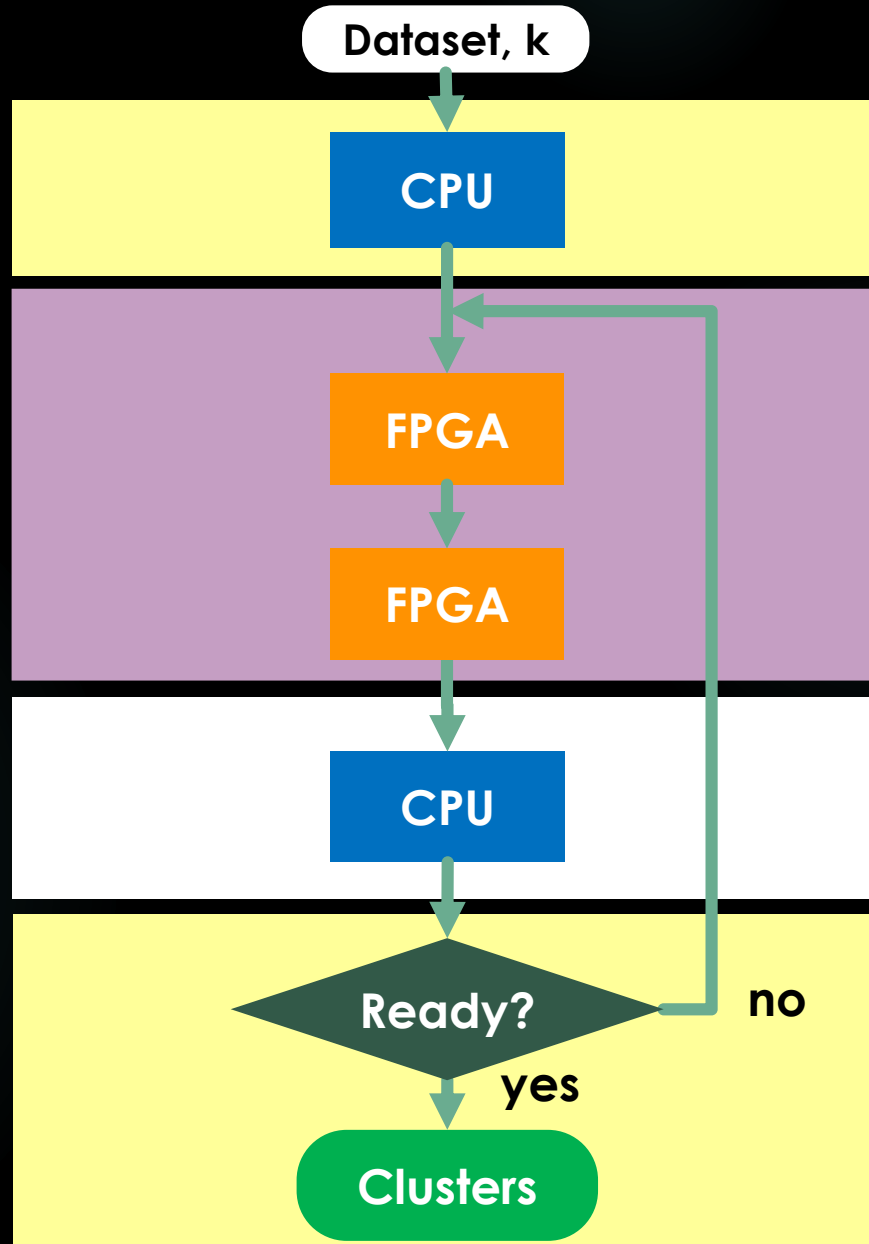 Dataset, k
CPU
FPGA
FPGA
CPU
Ready?
no
yes
Clusters